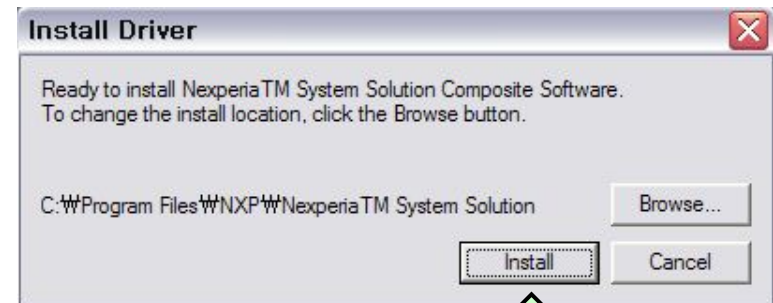 Install Driver
Ready to install NexperiaTM System Solution Composite Software.
To change the install location, click the Browse button.
C:₩Program Files₩NXP₩NexperiaTM System Solution
Browse...
Install
Cancel